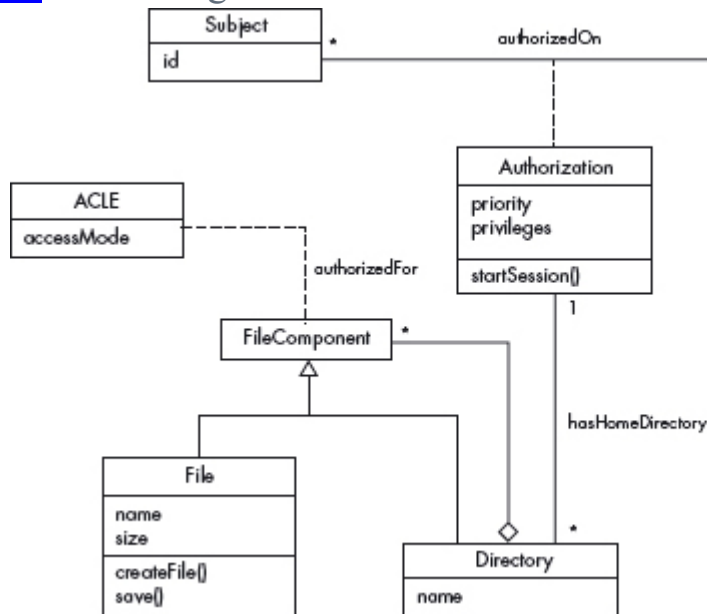 Subject
id
*
authorizedOn
Authorization
priority
privileges
startSession()
1
ACLE
accessMode
authorizedFor
FileComponent
*
hasHomeDirectory
File
name
size
createFile()
save()
*
Directory
name